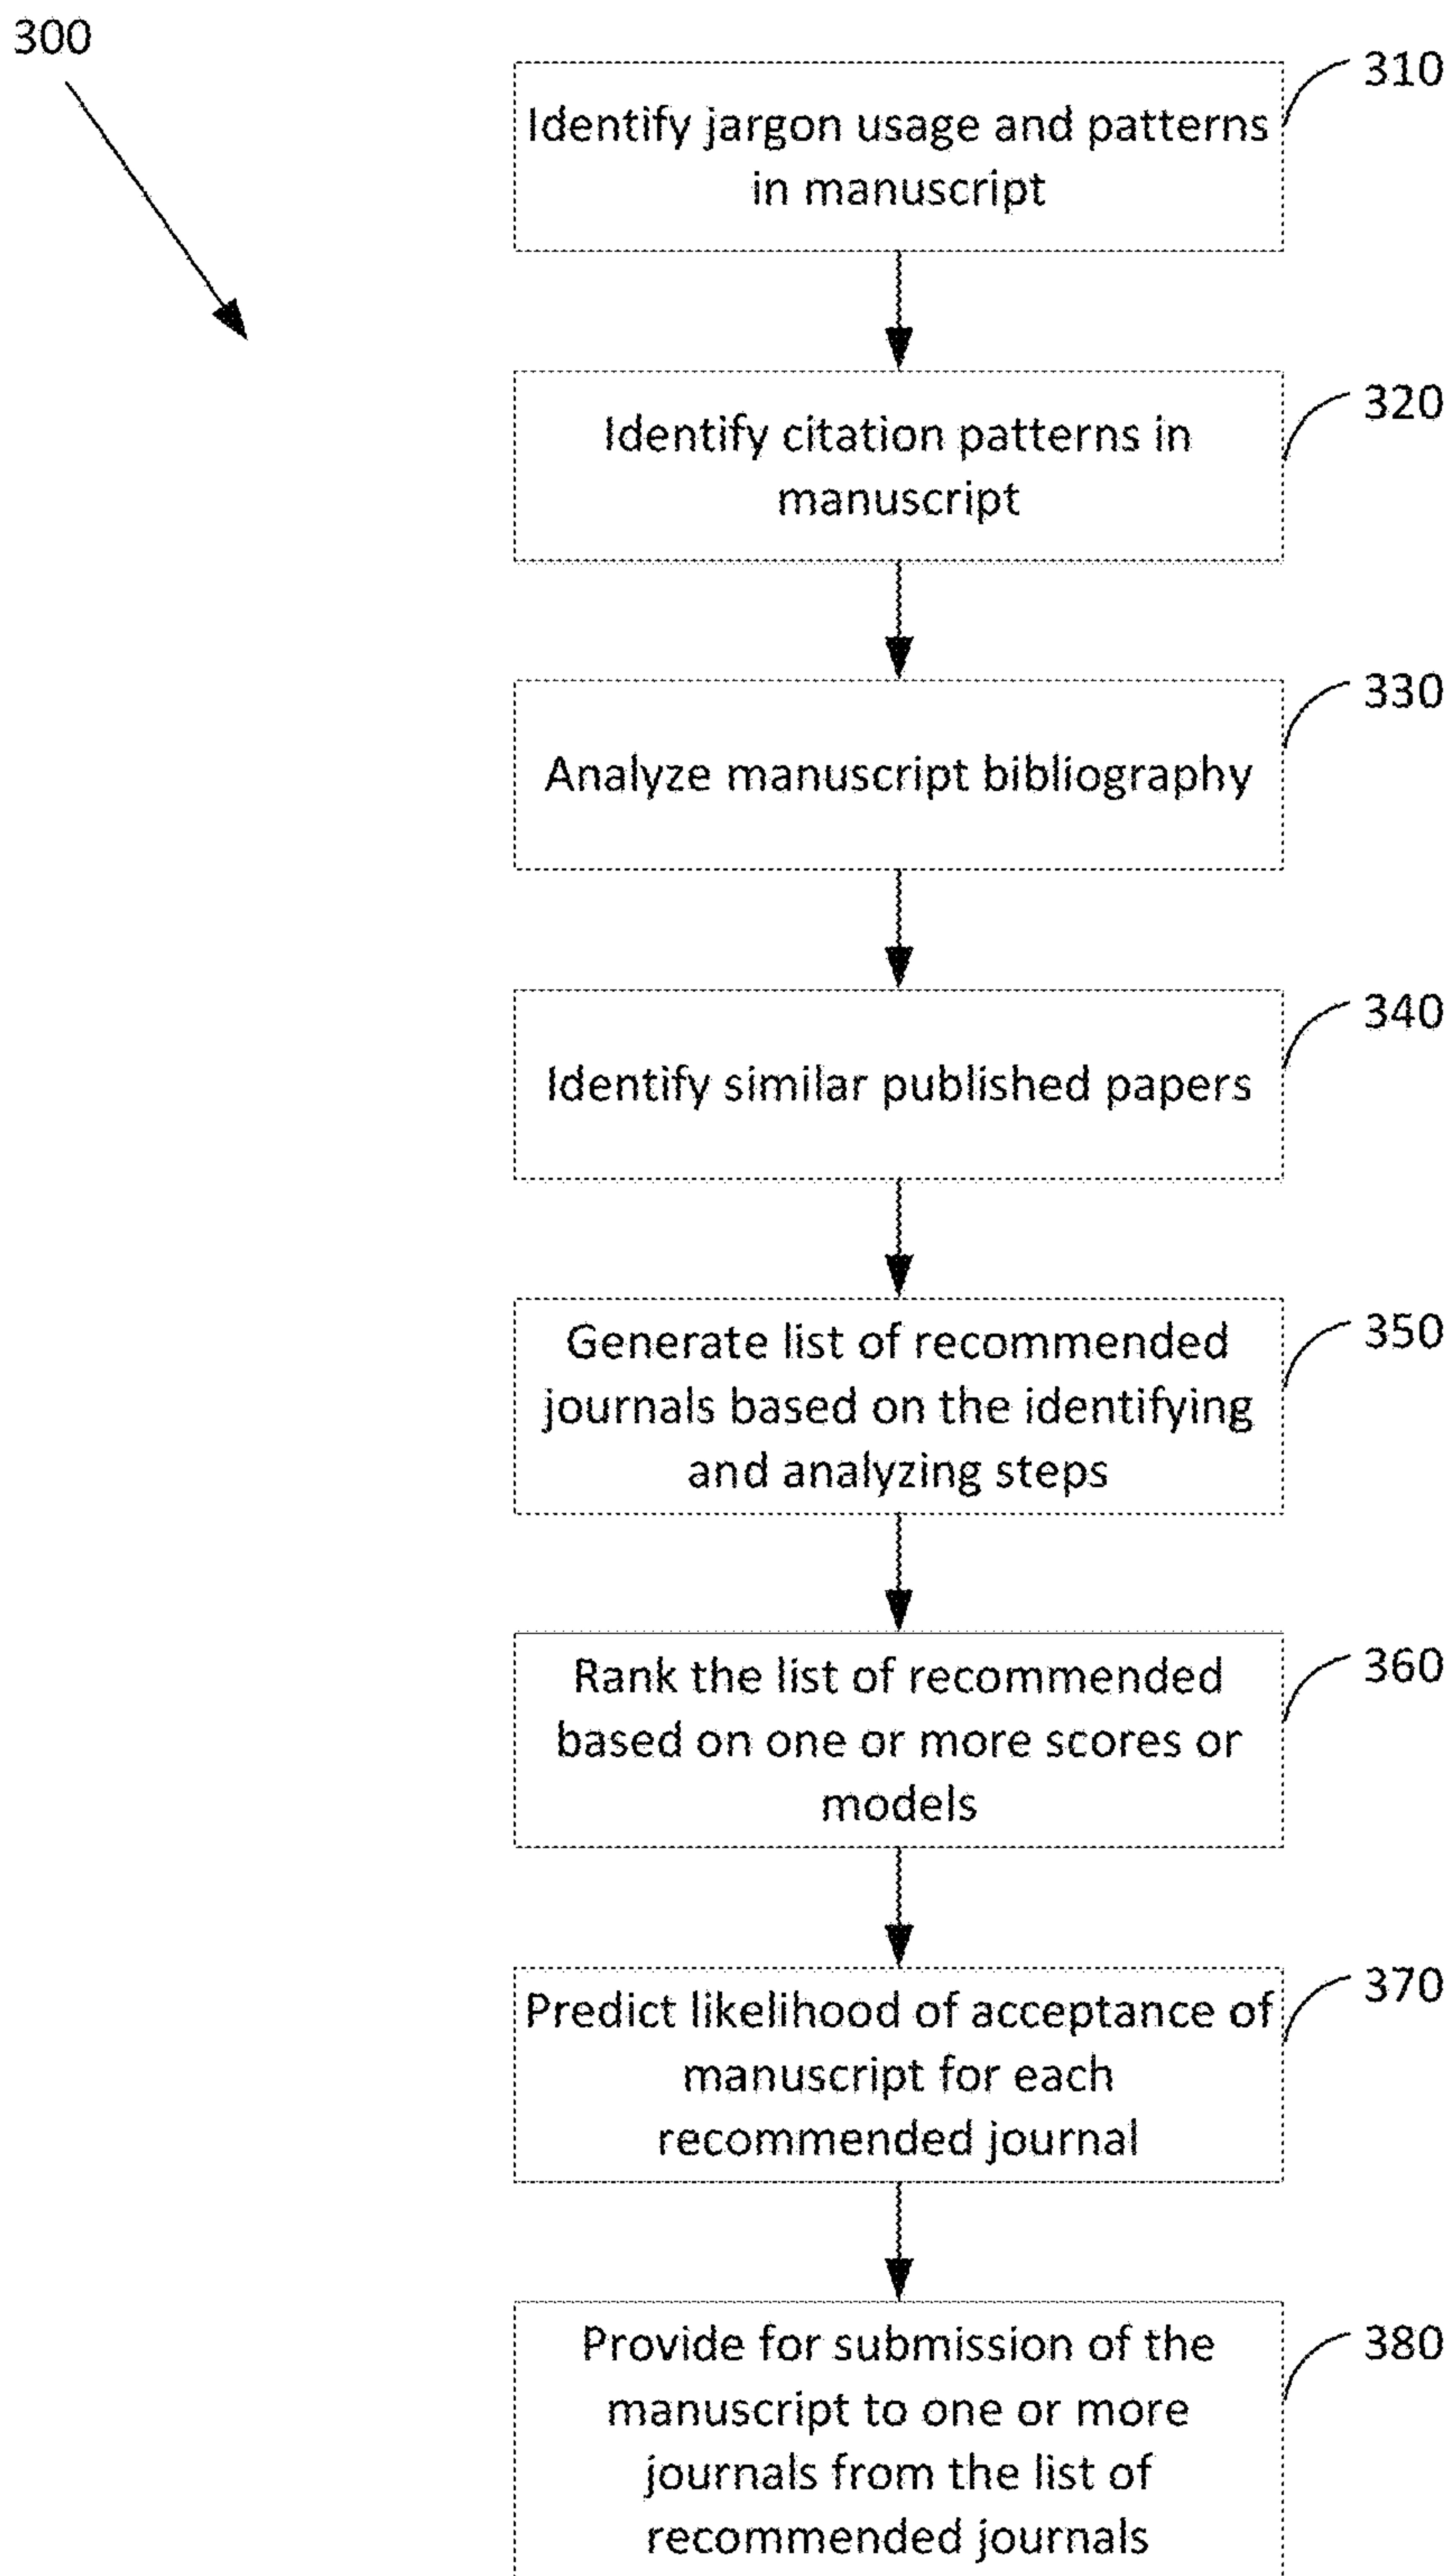 300
310
Identify jargon usage and patterns
in manuscript
320
Identify citation patterns in
manuscript
330
Analyze manuscript bibliography
340
Identify similar published papers
350
Generate list of recommended
journals based on the identifying
and analyzing steps
360
Rank the list of recommended
based on one or more scores or
models
370
Predict likelihood of acceptance of
manuscript for each
recommended journal
380
Provide for submission of the
manuscript to one or more
journals from the list of
recommended journals